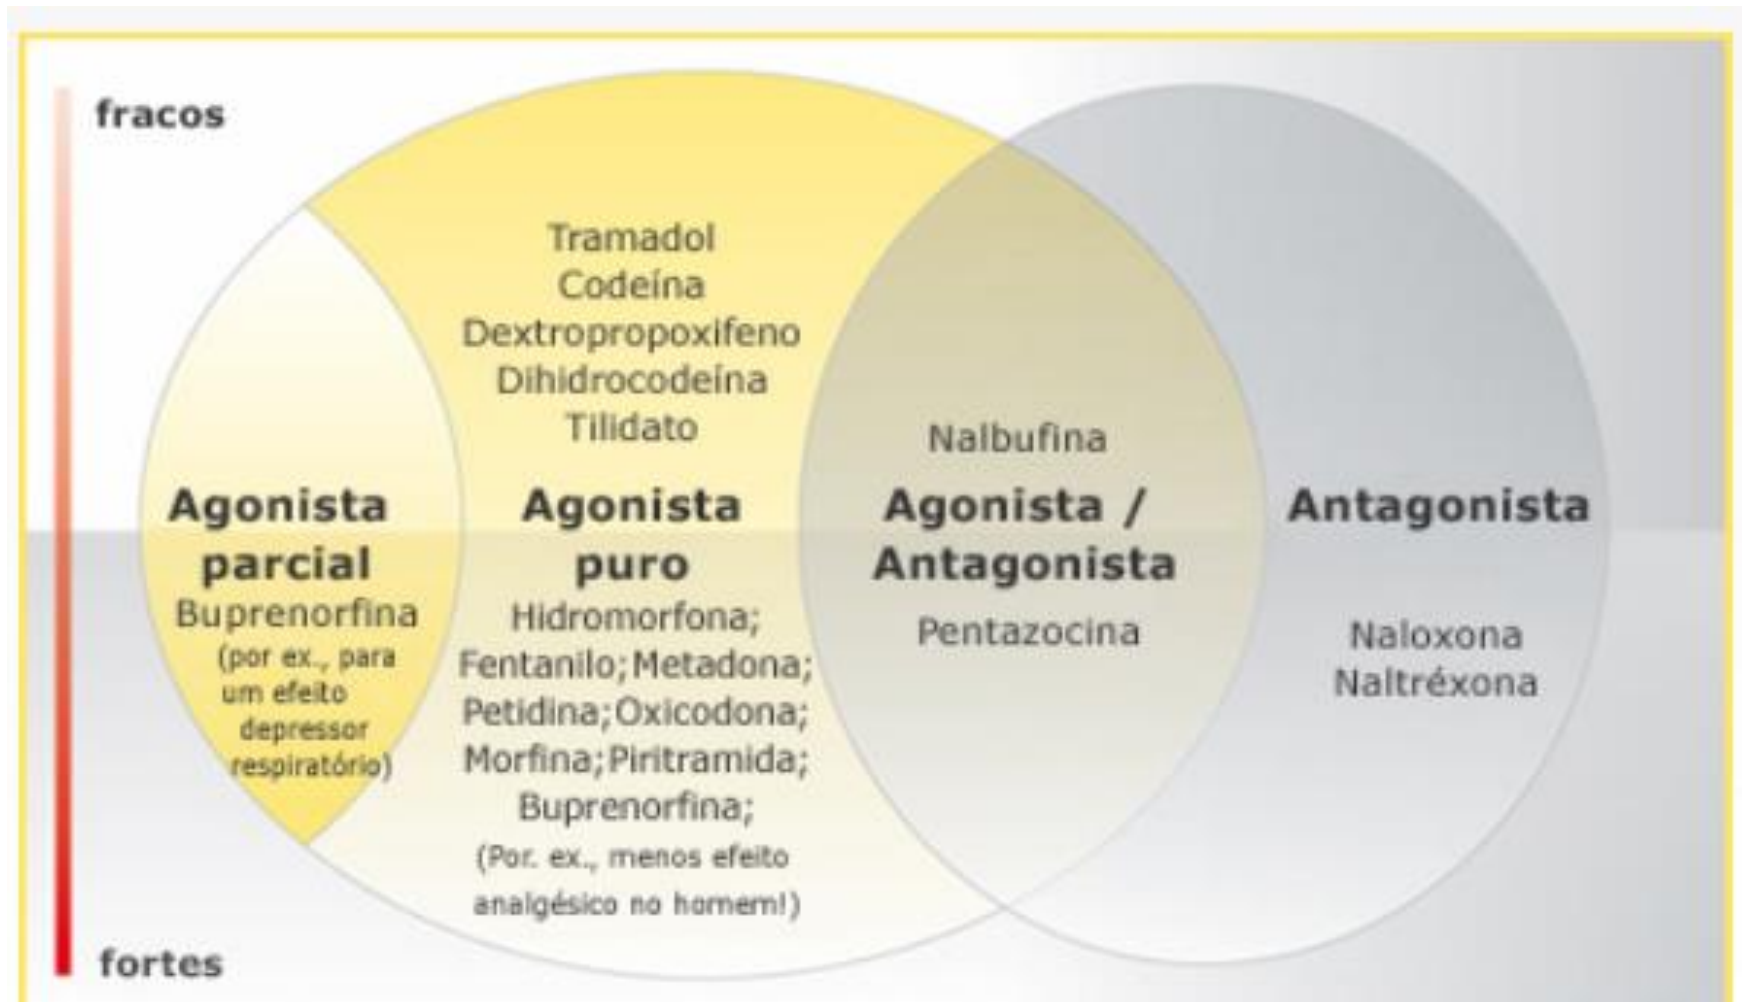 fracos
Tramadol
Codeína
Dextropropoxifeno
Dihidrocodeína
Tilidato
Nalbufina
Agonista
parcial
Agonista
puro
Agonista /
Antagonista
Antagonista
Buprenorfina
(por ex., para
um efeito
depressor
respiratório)
Hidromorfona;
Fentanilo; Metadona;
Petidina; Oxicodona;
Morfina; Piritramida;
Buprenorfina;
(Por. ex., menos efeito
analgésico no homem!)
Pentazocina
Naloxona
Naltréxona
fortes